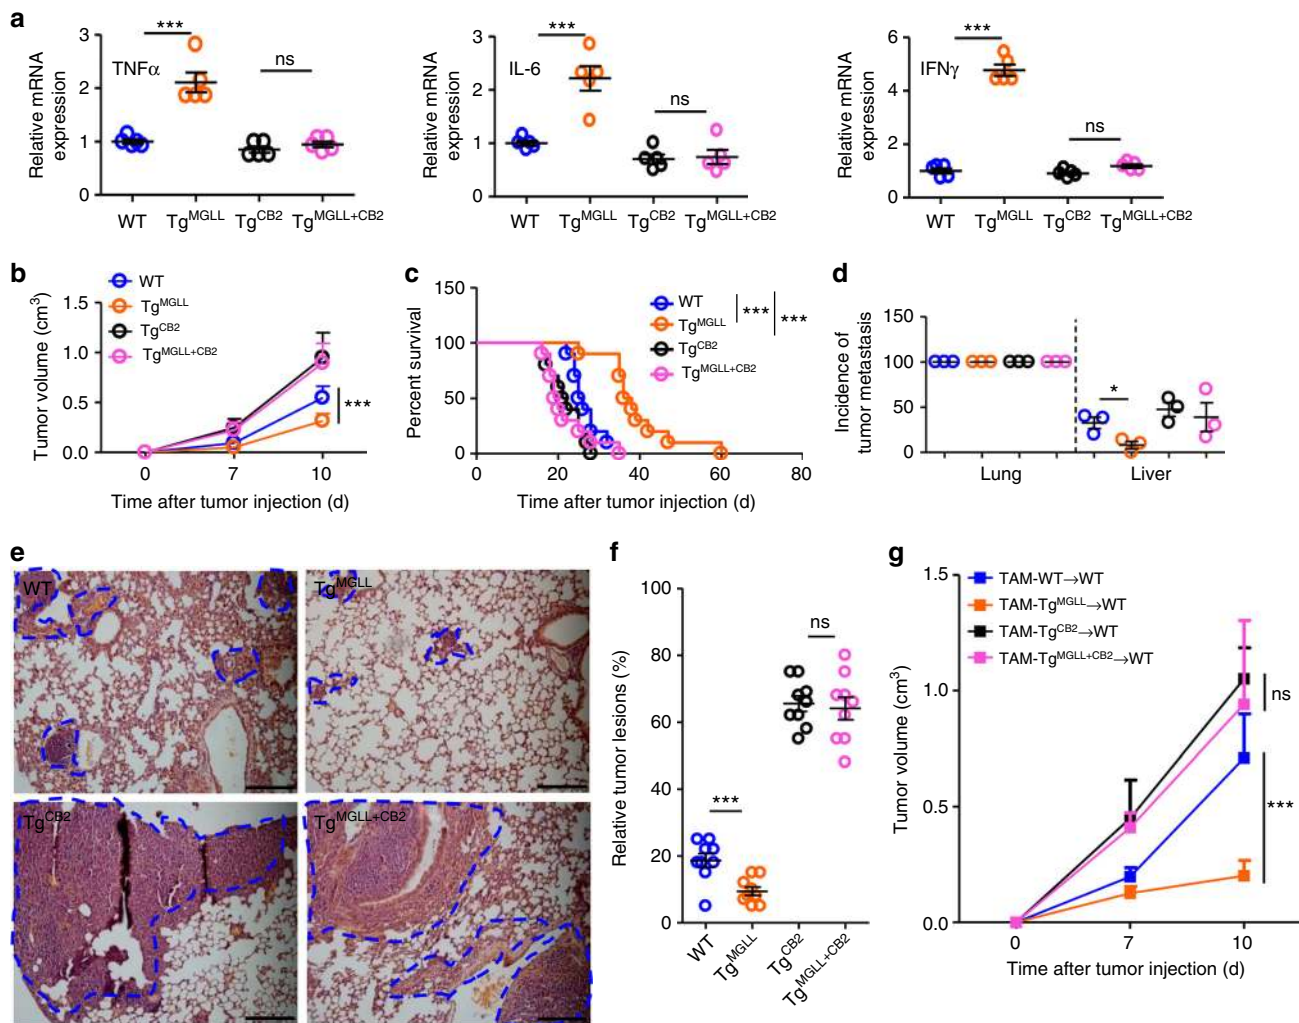 a
Relative mRNA
expression
3
2
1
0
TNFα
***
ns
WT
Tg^MGLL
Tg^CB2
Tg^MGLL+CB2
Relative mRNA
expression
3
2
1
0
IL-6
***
ns
WT
Tg^MGLL
Tg^CB2
Tg^MGLL+CB2
Relative mRNA
expression
6
4
2
0
IFNγ
***
ns
WT
Tg^MGLL
Tg^CB2
Tg^MGLL+CB2
b
WT
Tg^MGLL
Tg^CB2
Tg^MGLL+CB2
Tumor volume (cm³)
1.5
1.0
0.5
0.0
***
0
7
10
Time after tumor injection (d)
c
Percent survival
150
100
50
0
WT
Tg^MGLL
Tg^CB2
Tg^MGLL+CB2
***
***
0
20
40
60
80
Time after tumor injection (d)
d
Incidence of
tumor metastasis
150
100
50
0
*
Lung
Liver
e
WT
Tg^MGLL
Tg^CB2
Tg^MGLL+CB2
f
Relative tumor lesions (%)
100
80
60
40
20
0
***
ns
WT
Tg^MGLL
Tg^CB2
Tg^MGLL+CB2
g
Tumor volume (cm³)
1.5
1.0
0.5
0.0
TAM-WT→WT
TAM-Tg^MGLL→WT
TAM-Tg^CB2→WT
TAM-Tg^MGLL+CB2→WT
ns
***
0
7
10
Time after tumor injection (d)